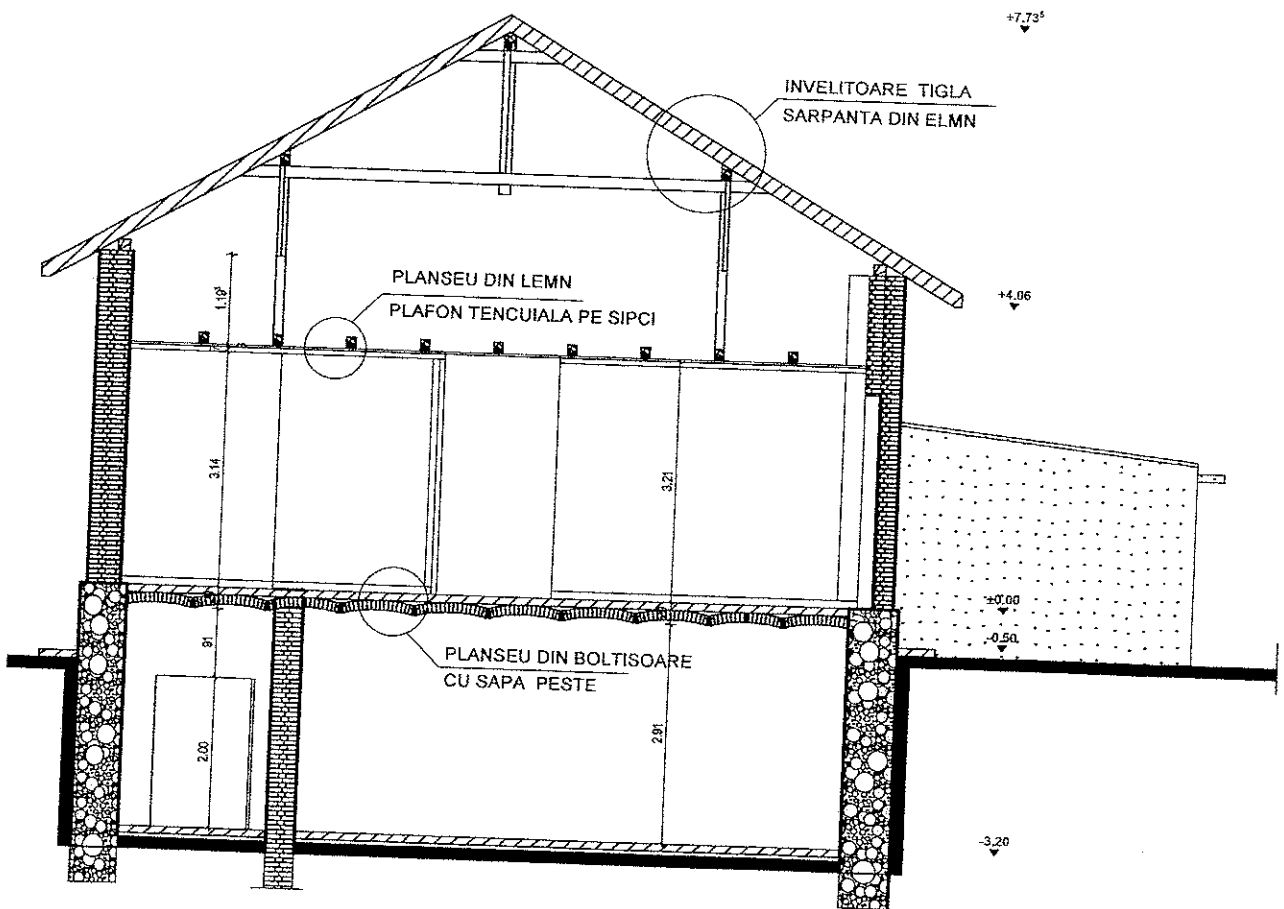 +7.73⁵
INVELITOARE TIGLA
SARPANTA DIN ELMN
PLANSEU DIN LEMN
PLAFON TENCUIALA PE SIPCI
+4.06
1.19⁵
3.14
3.21
±0.00
-0.50
91
PLANSEU DIN BOLTISOARE
CU SAPA PESTE
2.00
2.91
-3.20